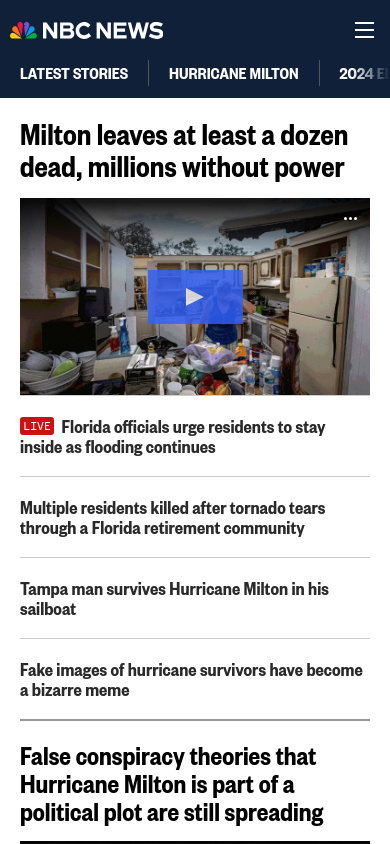 NBC NEWS
LATEST STORIES
HURRICANE MILTON
2024
Milton leaves at least a dozen
dead, millions without power
LIVE Florida officials urge residents to stay
inside as flooding continues
Multiple residents killed after tornado tears
through a Florida retirement community
Tampa man survives Hurricane Milton in his
sailboat
Fake images of hurricane survivors have become
a bizarre meme
False conspiracy theories that
Hurricane Milton is part of a
political plot are still spreading